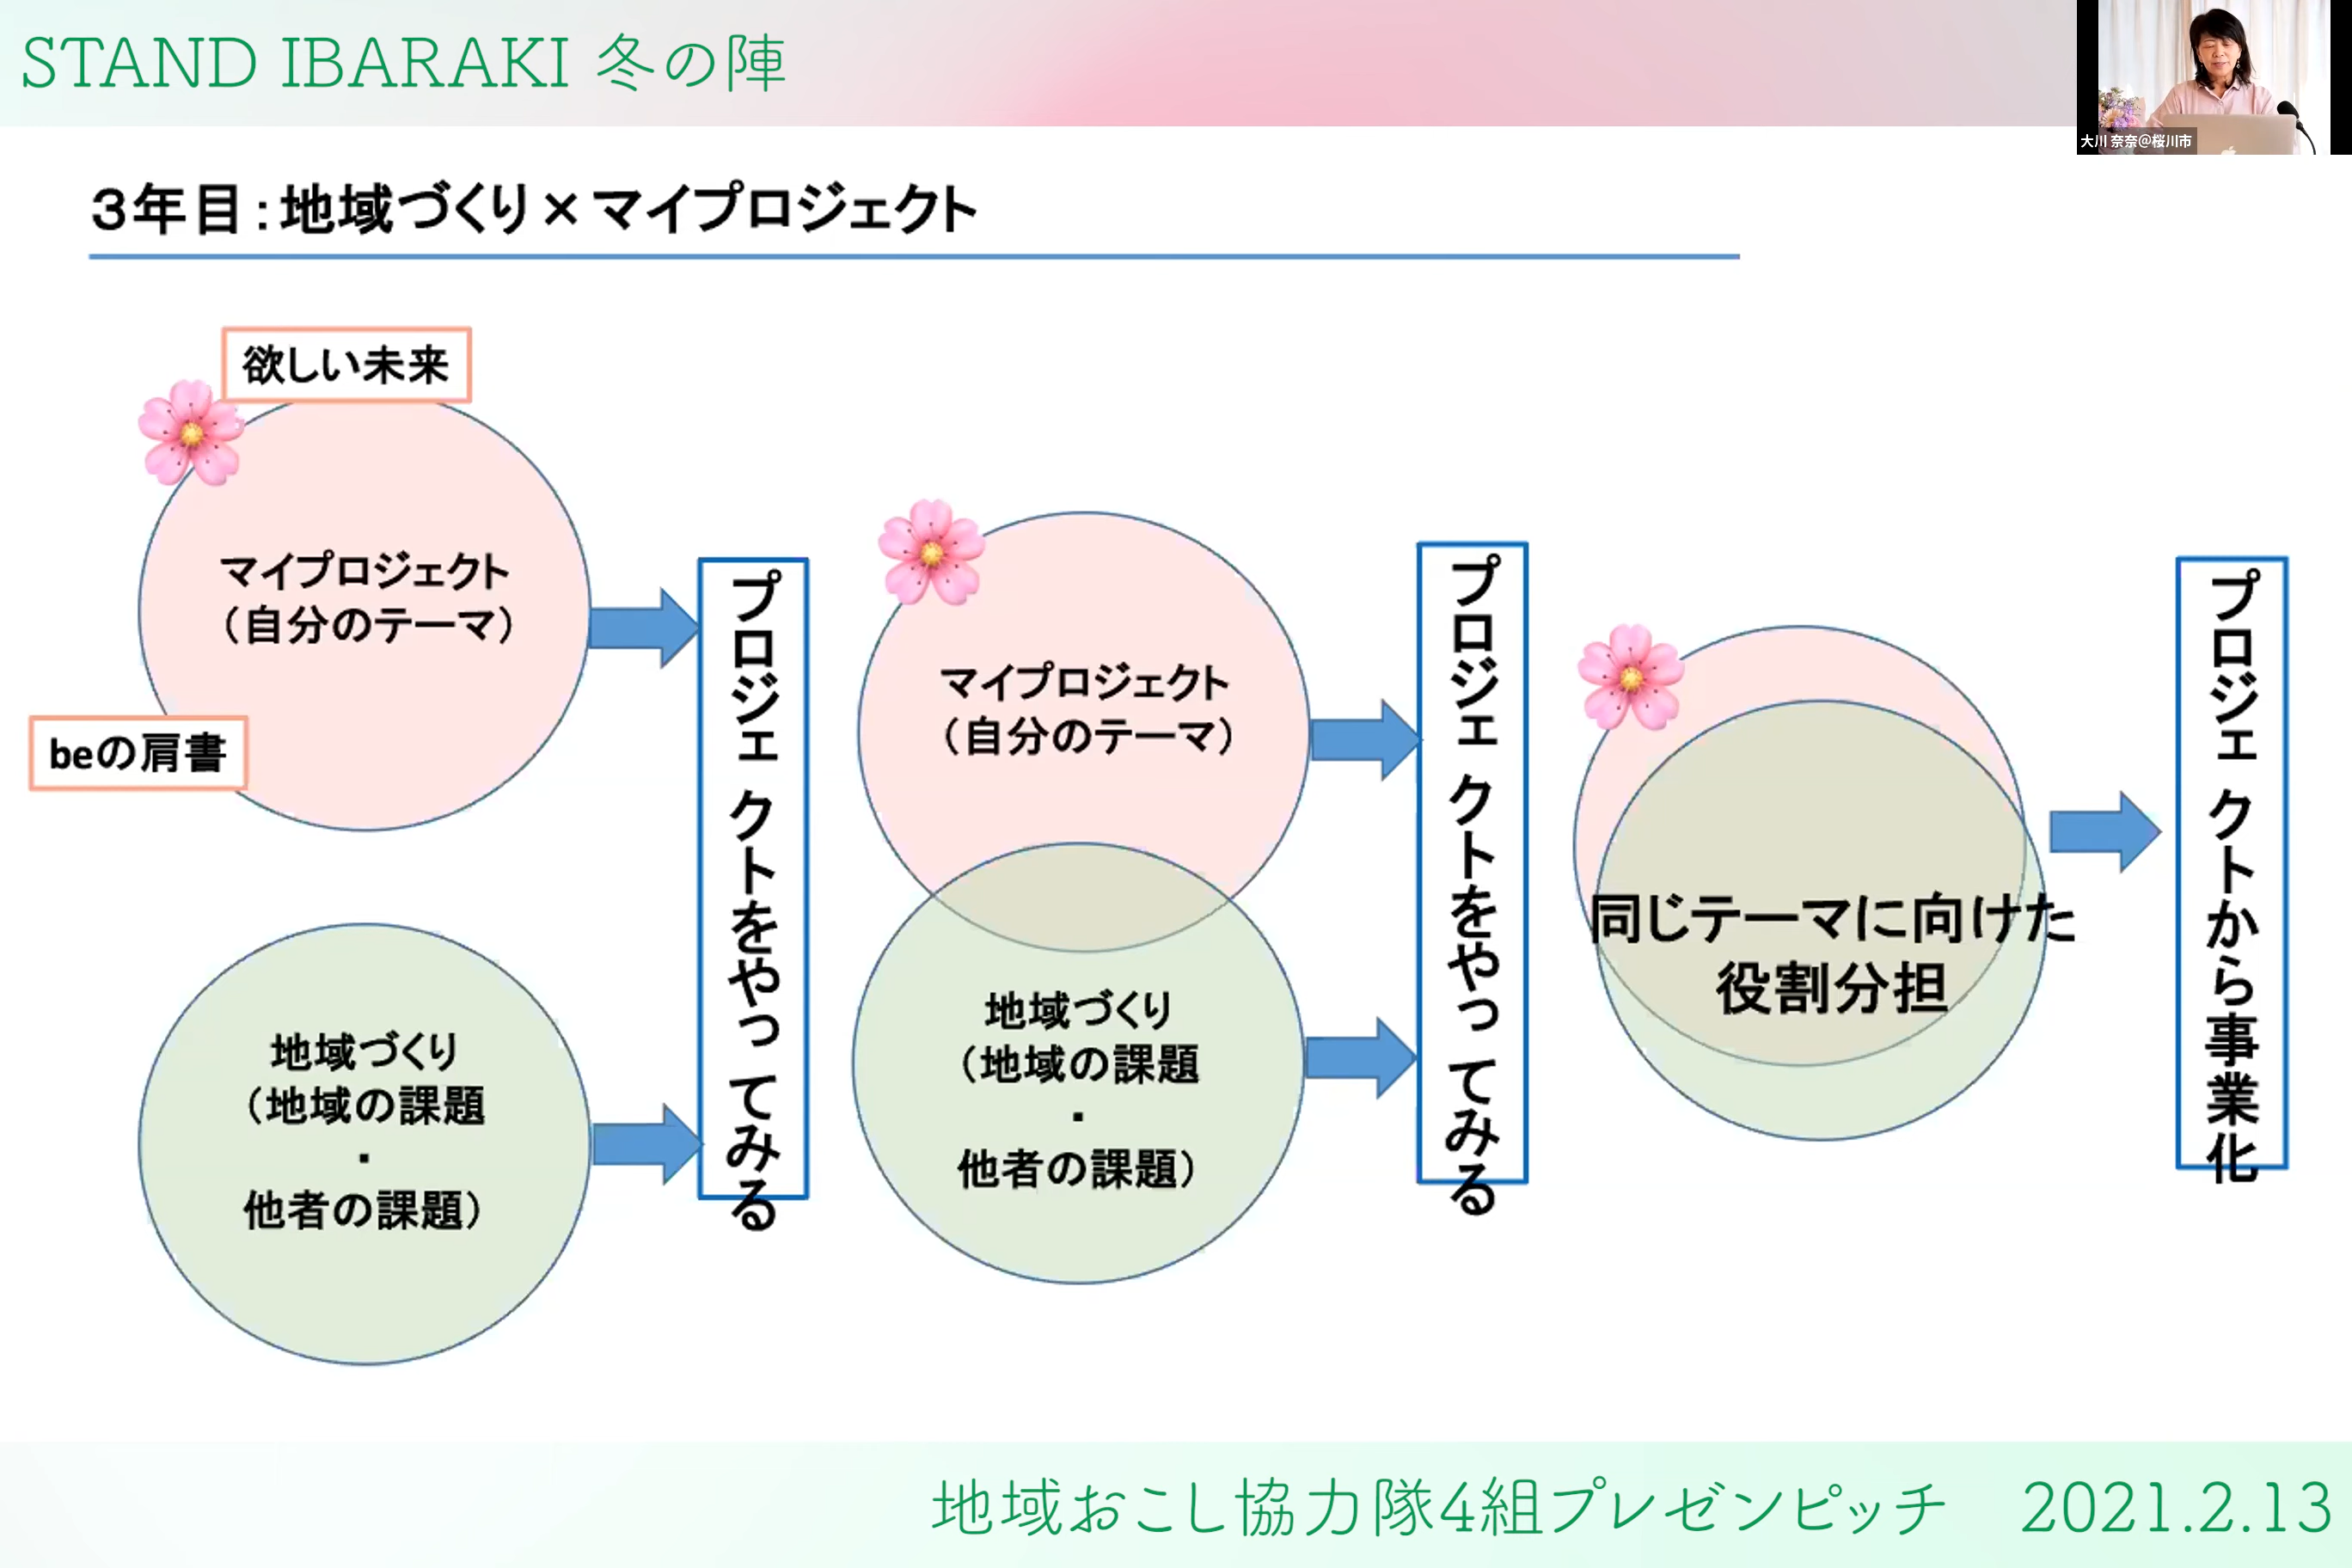 STAND IBARAKI 冬の陣
大川 奈奈@桜川市
3年目:地域づくり×マイプロジェクト
欲しい未来
マイプロジェクト
(自分のテーマ)
beの肩書
地域づくり
(地域の課題
・
他者の課題)
プロジェクトをやってみる
マイプロジェクト
(自分のテーマ)
地域づくり
(地域の課題
・
他者の課題)
プロジェクトをやってみる
同じテーマに向けた
役割分担
プロジェクトから事業化
地域おこし協力隊4組プレゼンピッチ 2021.2.13